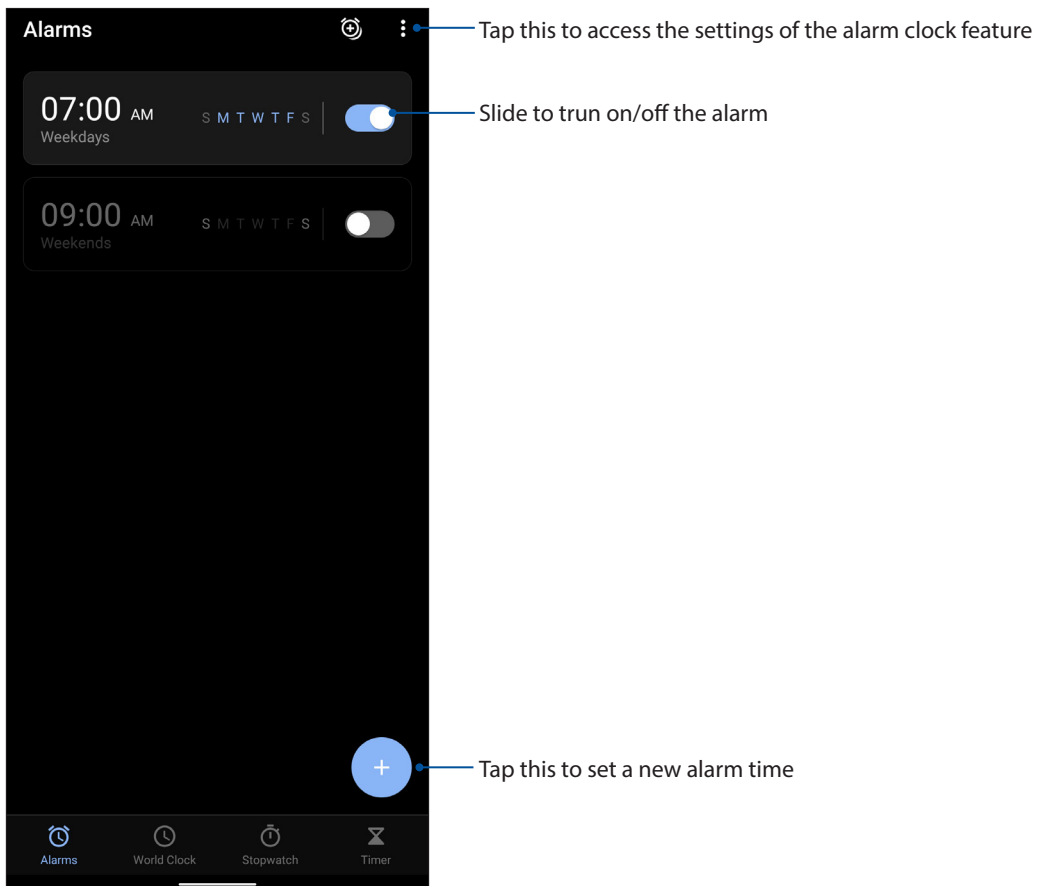 Alarms
Tap this to access the settings of the alarm clock feature
07:00 AM S M T W T F S
Weekdays
Slide to trun on/off the alarm
09:00 AM S M T W T F S
Weekends
Tap this to set a new alarm time
Alarms World Clock Stopwatch Timer